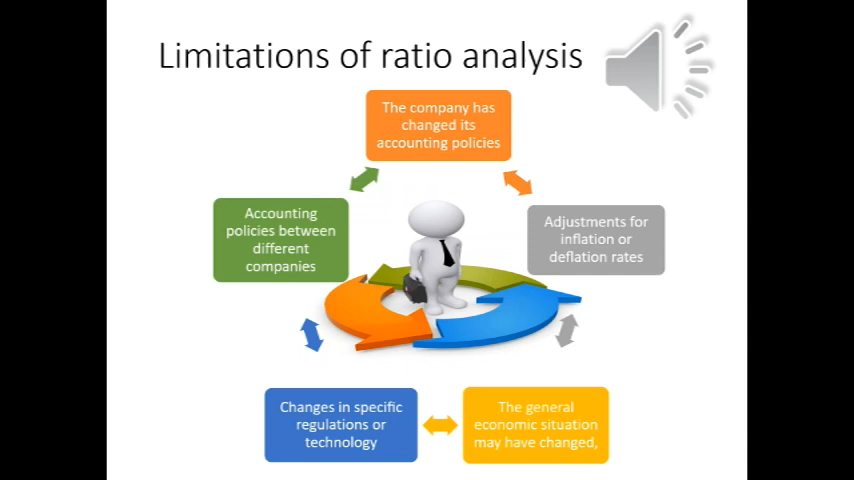 Limitations of ratio analysis
The company has
changed its
accounting policies
Accounting
policies between
different
companies
Adjustments for
inflation or
deflation rates
Changes in specific
regulations or
technology
The general
economic situation
may have changed,